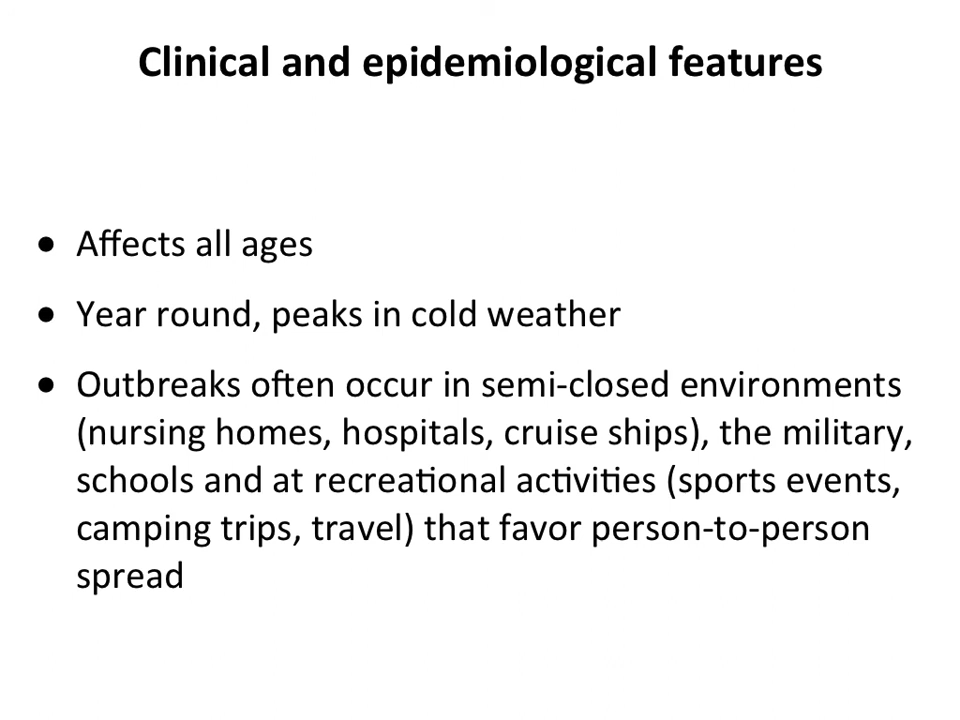 Clinical and epidemiological features
• Affects all ages
• Year round, peaks in cold weather
• Outbreaks often occur in semi-closed environments
(nursing homes, hospitals, cruise ships), the military,
schools and at recreational activities (sports events,
camping trips, travel) that favor person-to-person
spread